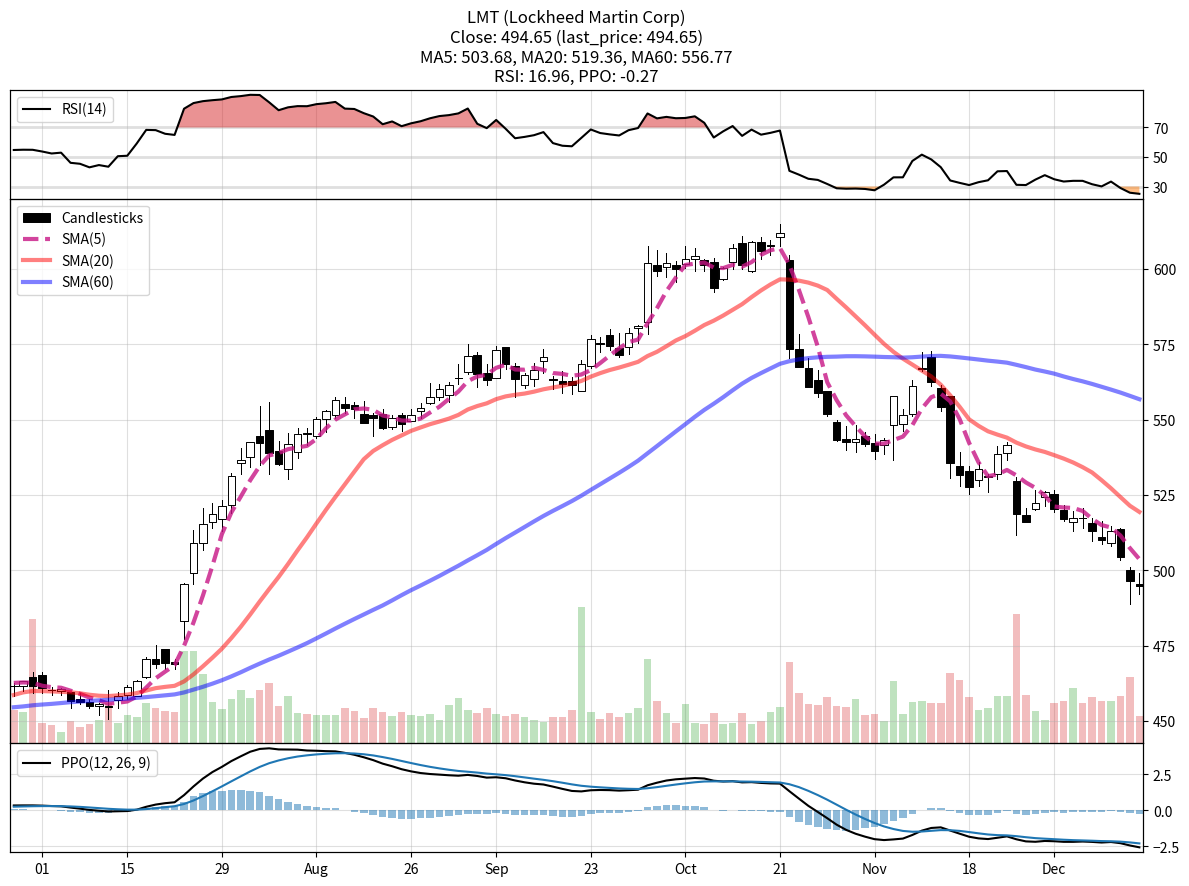 LMT (Lockheed Martin Corp)
Close: 494.65 (last_price: 494.65)
MA5: 503.68, MA20: 519.36, MA60: 556.77
RSI: 16.96, PPO: -0.27
RSI(14)
70
50
30
Candlesticks
SMA(5)
SMA(20)
SMA(60)
600
575
550
525
500
475
450
PPO(12, 26, 9)
2.5
0.0
−2.5
01 15 29 Aug 26 Sep 23 Oct 21 Nov 18 Dec